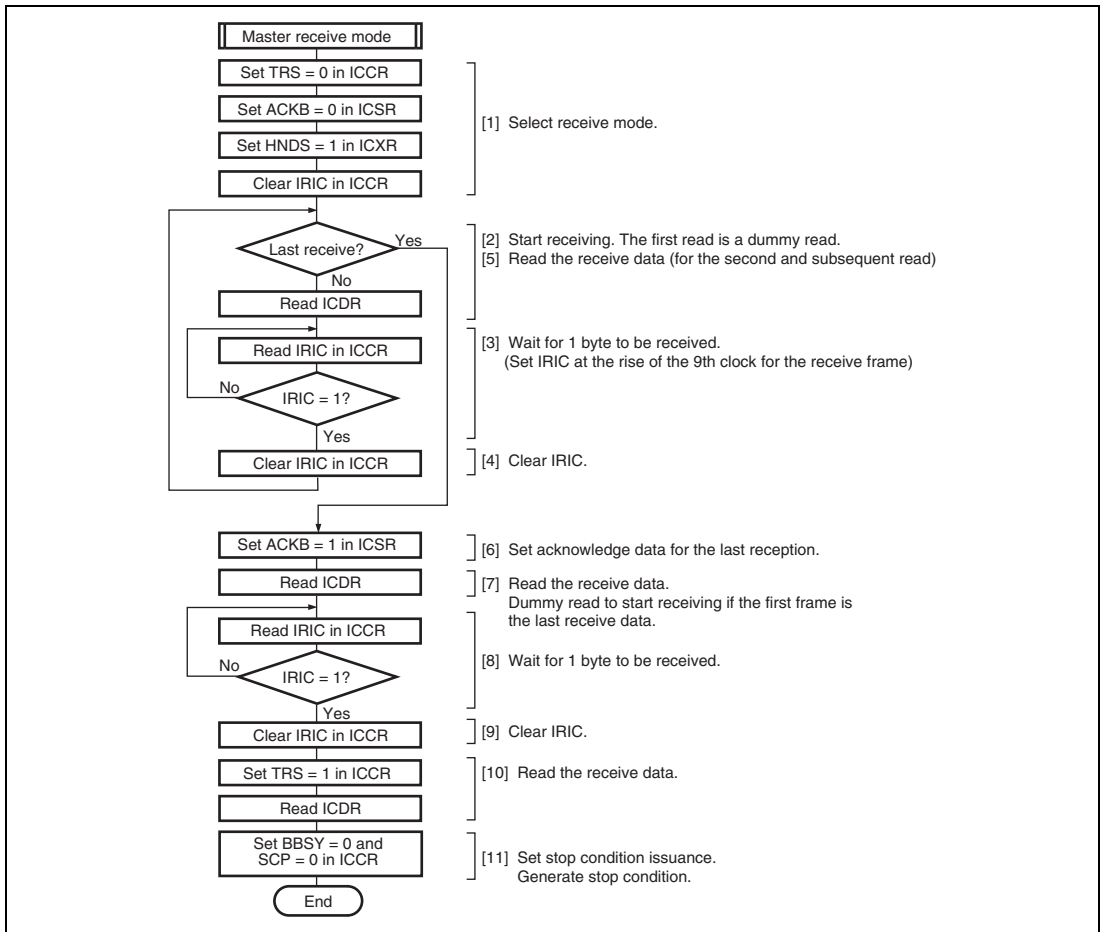 Master receive mode
Set TRS = 0 in ICCR
Set ACKB = 0 in ICSR
[1] Select receive mode.
Set HNDS = 1 in ICXR
Clear IRIC in ICCR
Last receive?
Yes
[2] Start receiving. The first read is a dummy read.
[5] Read the receive data (for the second and subsequent read)
No
Read ICDR
Read IRIC in ICCR
[3] Wait for 1 byte to be received.
(Set IRIC at the rise of the 9th clock for the receive frame)
No
IRIC = 1?
Yes
Clear IRIC in ICCR
[4] Clear IRIC.
Set ACKB = 1 in ICSR
[6] Set acknowledge data for the last reception.
Read ICDR
[7] Read the receive data.
Dummy read to start receiving if the first frame is
the last receive data.
Read IRIC in ICCR
[8] Wait for 1 byte to be received.
No
IRIC = 1?
Yes
Clear IRIC in ICCR
[9] Clear IRIC.
Set TRS = 1 in ICCR
[10] Read the receive data.
Read ICDR
Set BBSY = 0 and
SCP = 0 in ICCR
[11] Set stop condition issuance.
Generate stop condition.
End